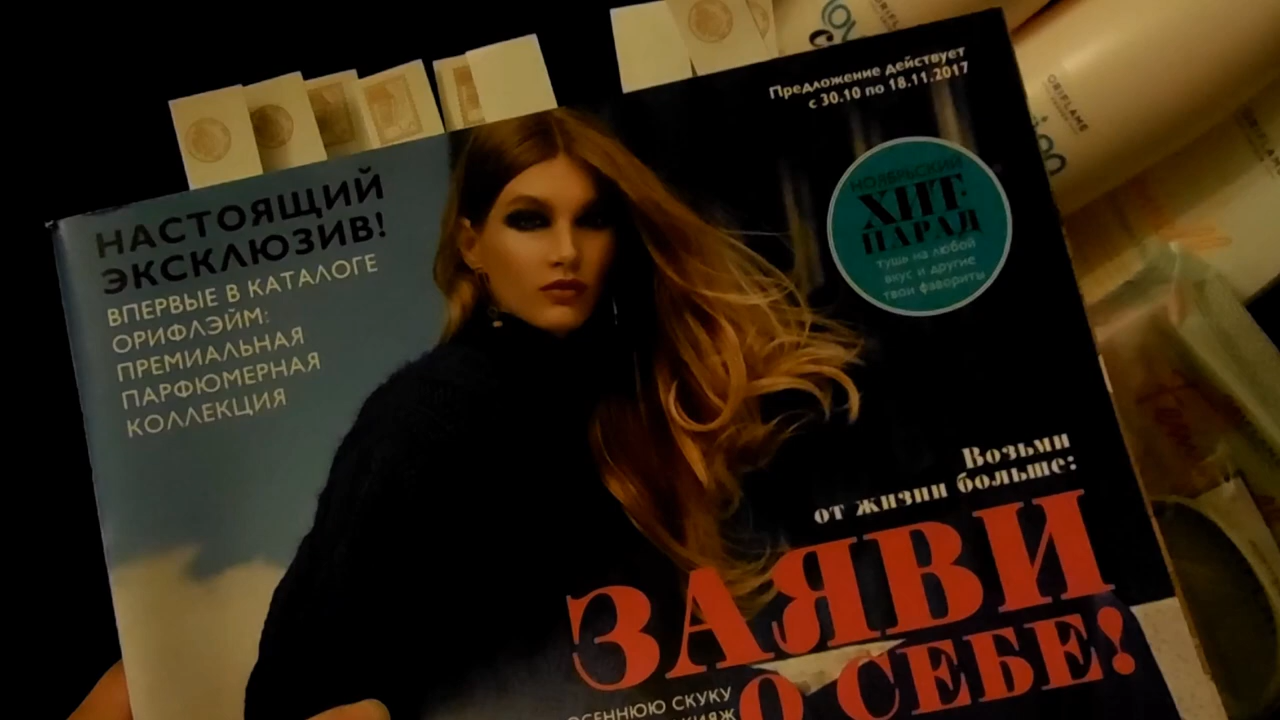 Предложение действует
с 30.10 по 18.11.2017
НАСТОЯЩИЙ
ЭКСКЛЮЗИВ!
ВПЕРВЫЕ В КАТАЛОГЕ
ОРИФЛЭЙМ:
ПРЕМИАЛЬНАЯ
ПАРФЮМЕРНАЯ
КОЛЛЕКЦИЯ
НОЯБРЬСКИЙ
ХИТ-
ПАРАД
тушь на любой
вкус и другие
твои фавориты
Возьми
от жизни больше:
ЗАЯВИ
О СЕБЕ!
СКУКУ
ORIFLAME